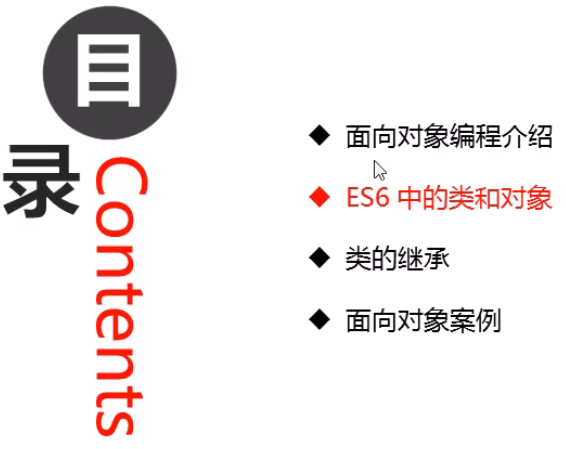 目录
Contents
面向对象编程介绍
ES6 中的类和对象
类的继承
面向对象案例